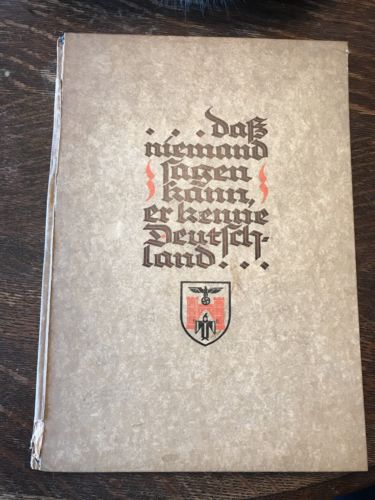 . . . daß
niemand
sagen
kann,
er kenne
Deutsch-
land . . .